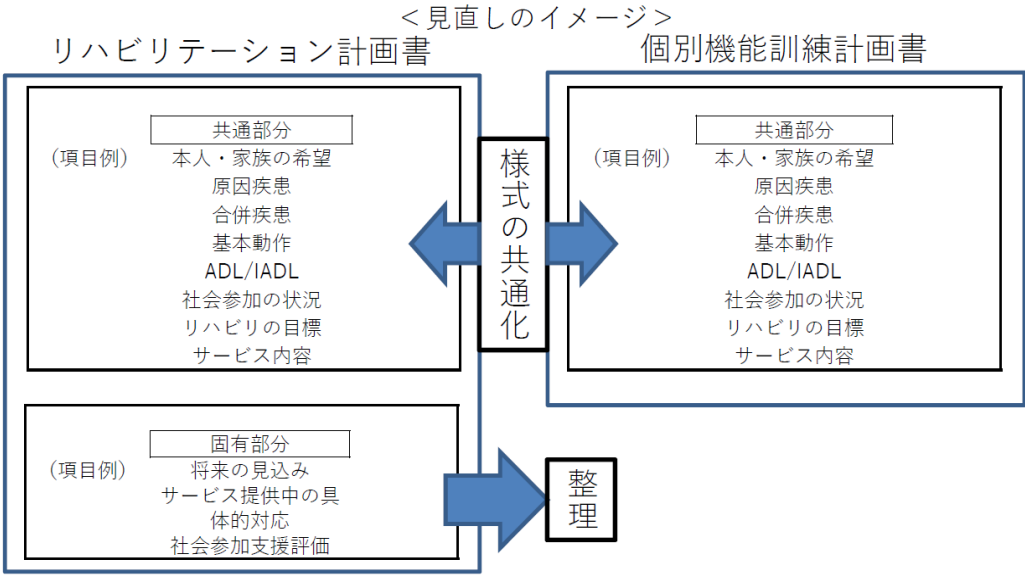 ＜見直しのイメージ＞
リハビリテーション計画書
共通部分
（項目例）
本人・家族の希望
原因疾患
合併疾患
基本動作
ADL/IADL
社会参加の状況
リハビリの目標
サービス内容
固有部分
（項目例）
将来の見込み
サービス提供中の具
体的対応
社会参加支援評価
様式の共通化
整理
個別機能訓練計画書
共通部分
（項目例）
本人・家族の希望
原因疾患
合併疾患
基本動作
ADL/IADL
社会参加の状況
リハビリの目標
サービス内容